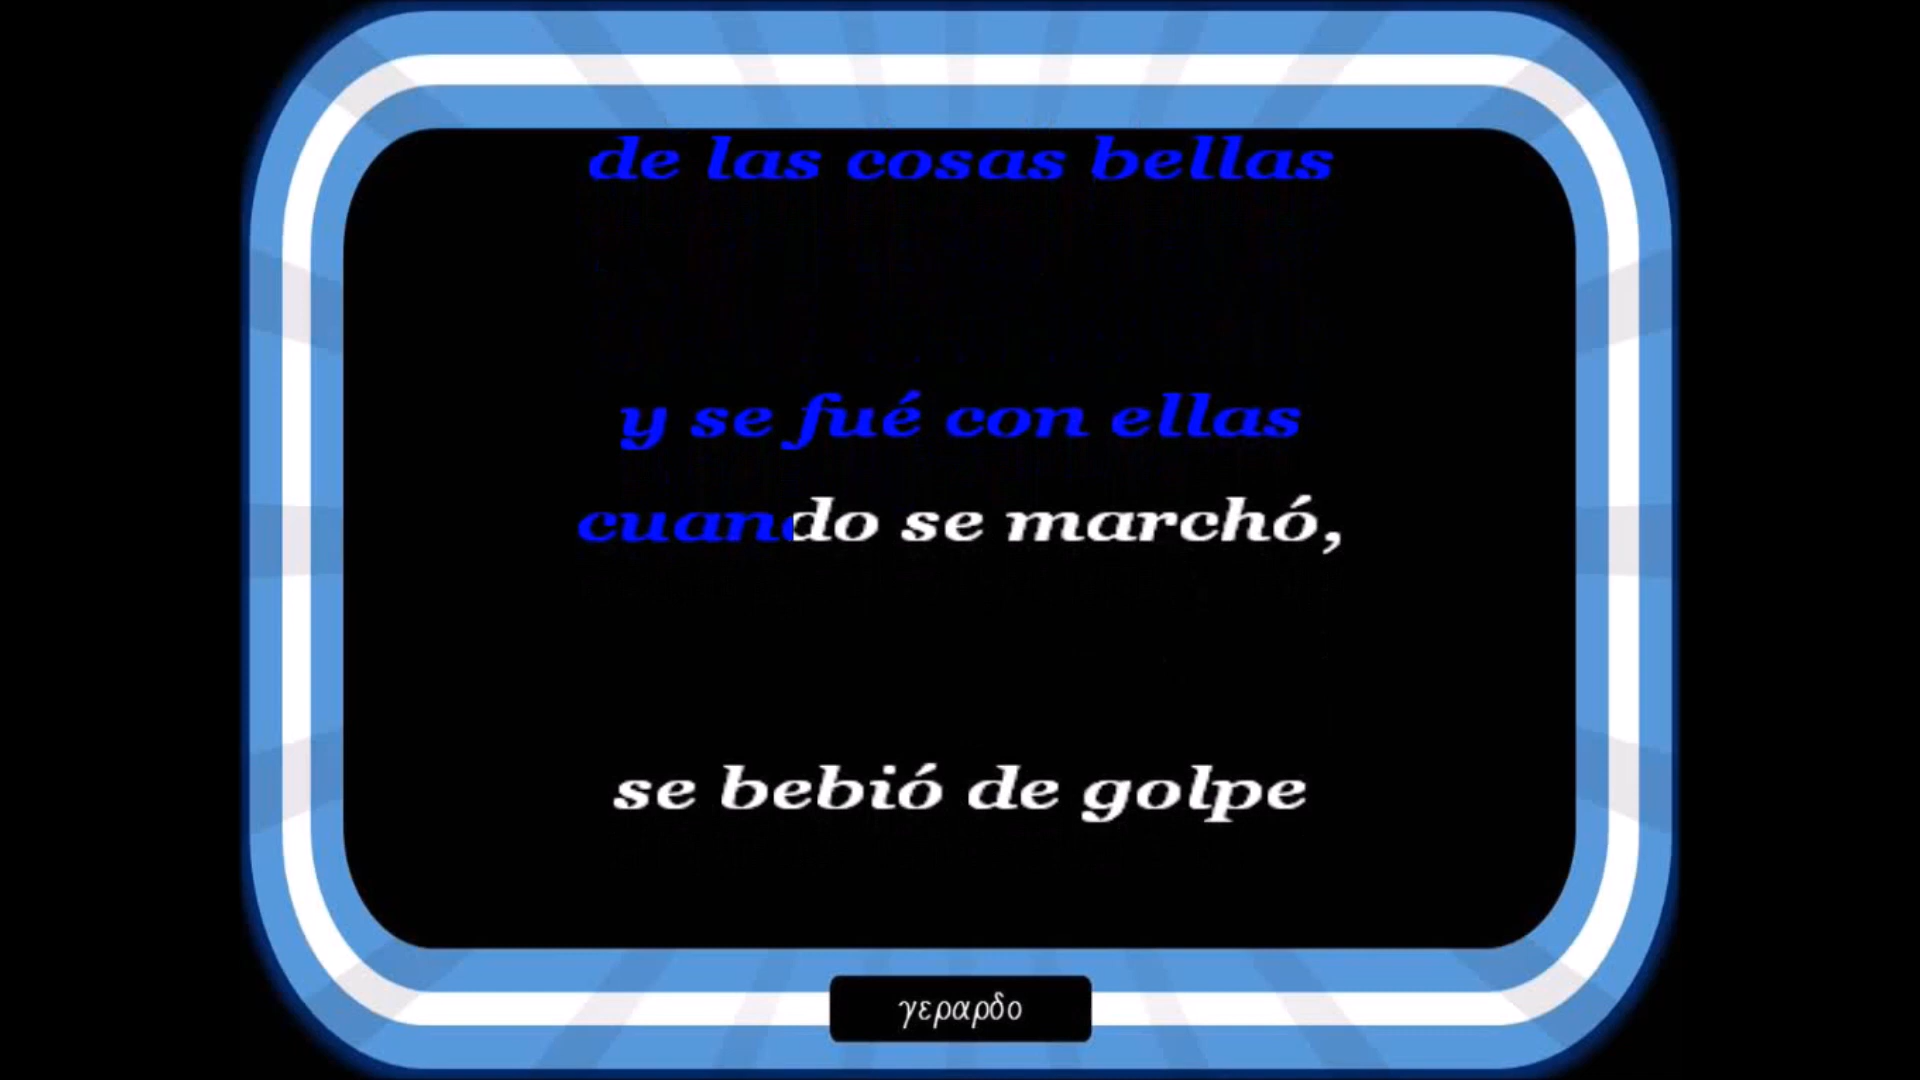 de las cosas bellas
y se fué con ellas
cuando se marchó,
se bebió de golpe
γεραρδο